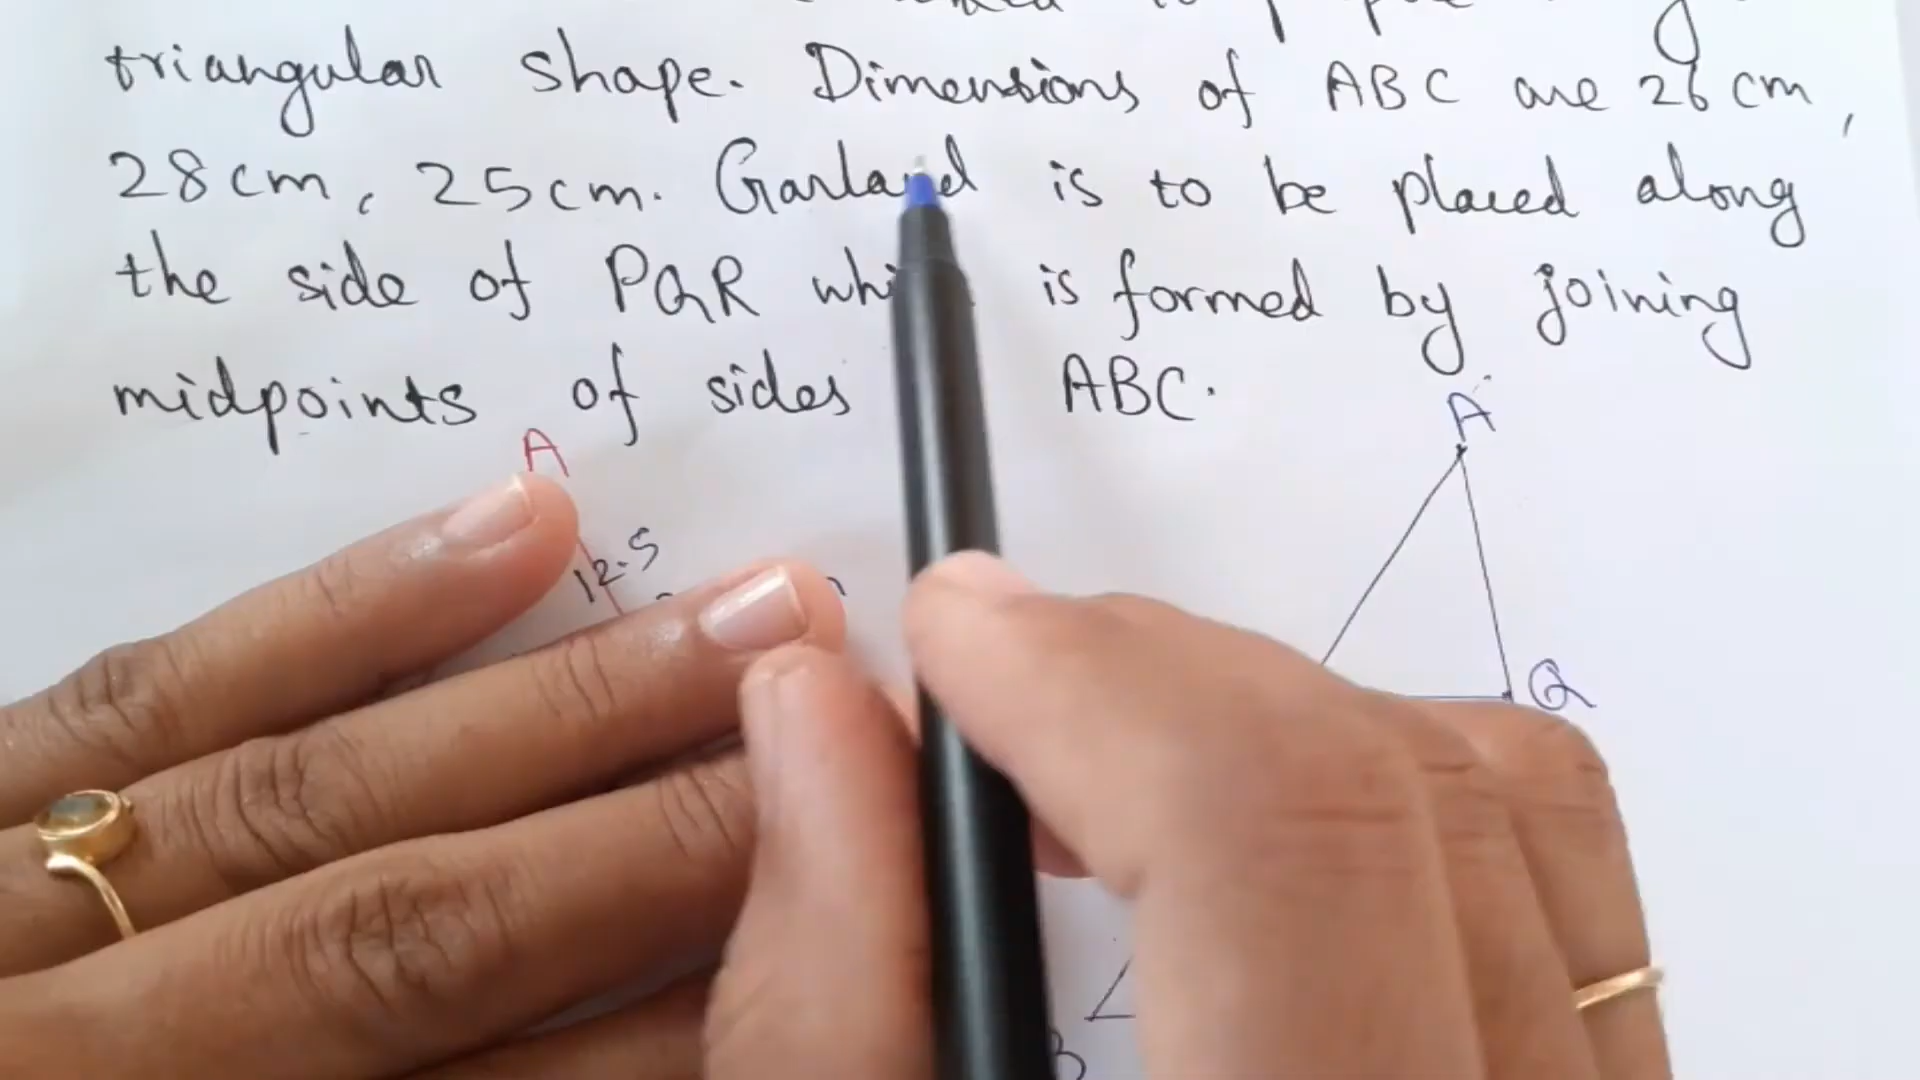 triangular shape. Dimensions of ABC are 26 cm,
28 cm, 25 cm. Garland is to be placed along
the side of PQR is formed by joining
midpoints of sides ABC.
A
A
12.5
Q
B